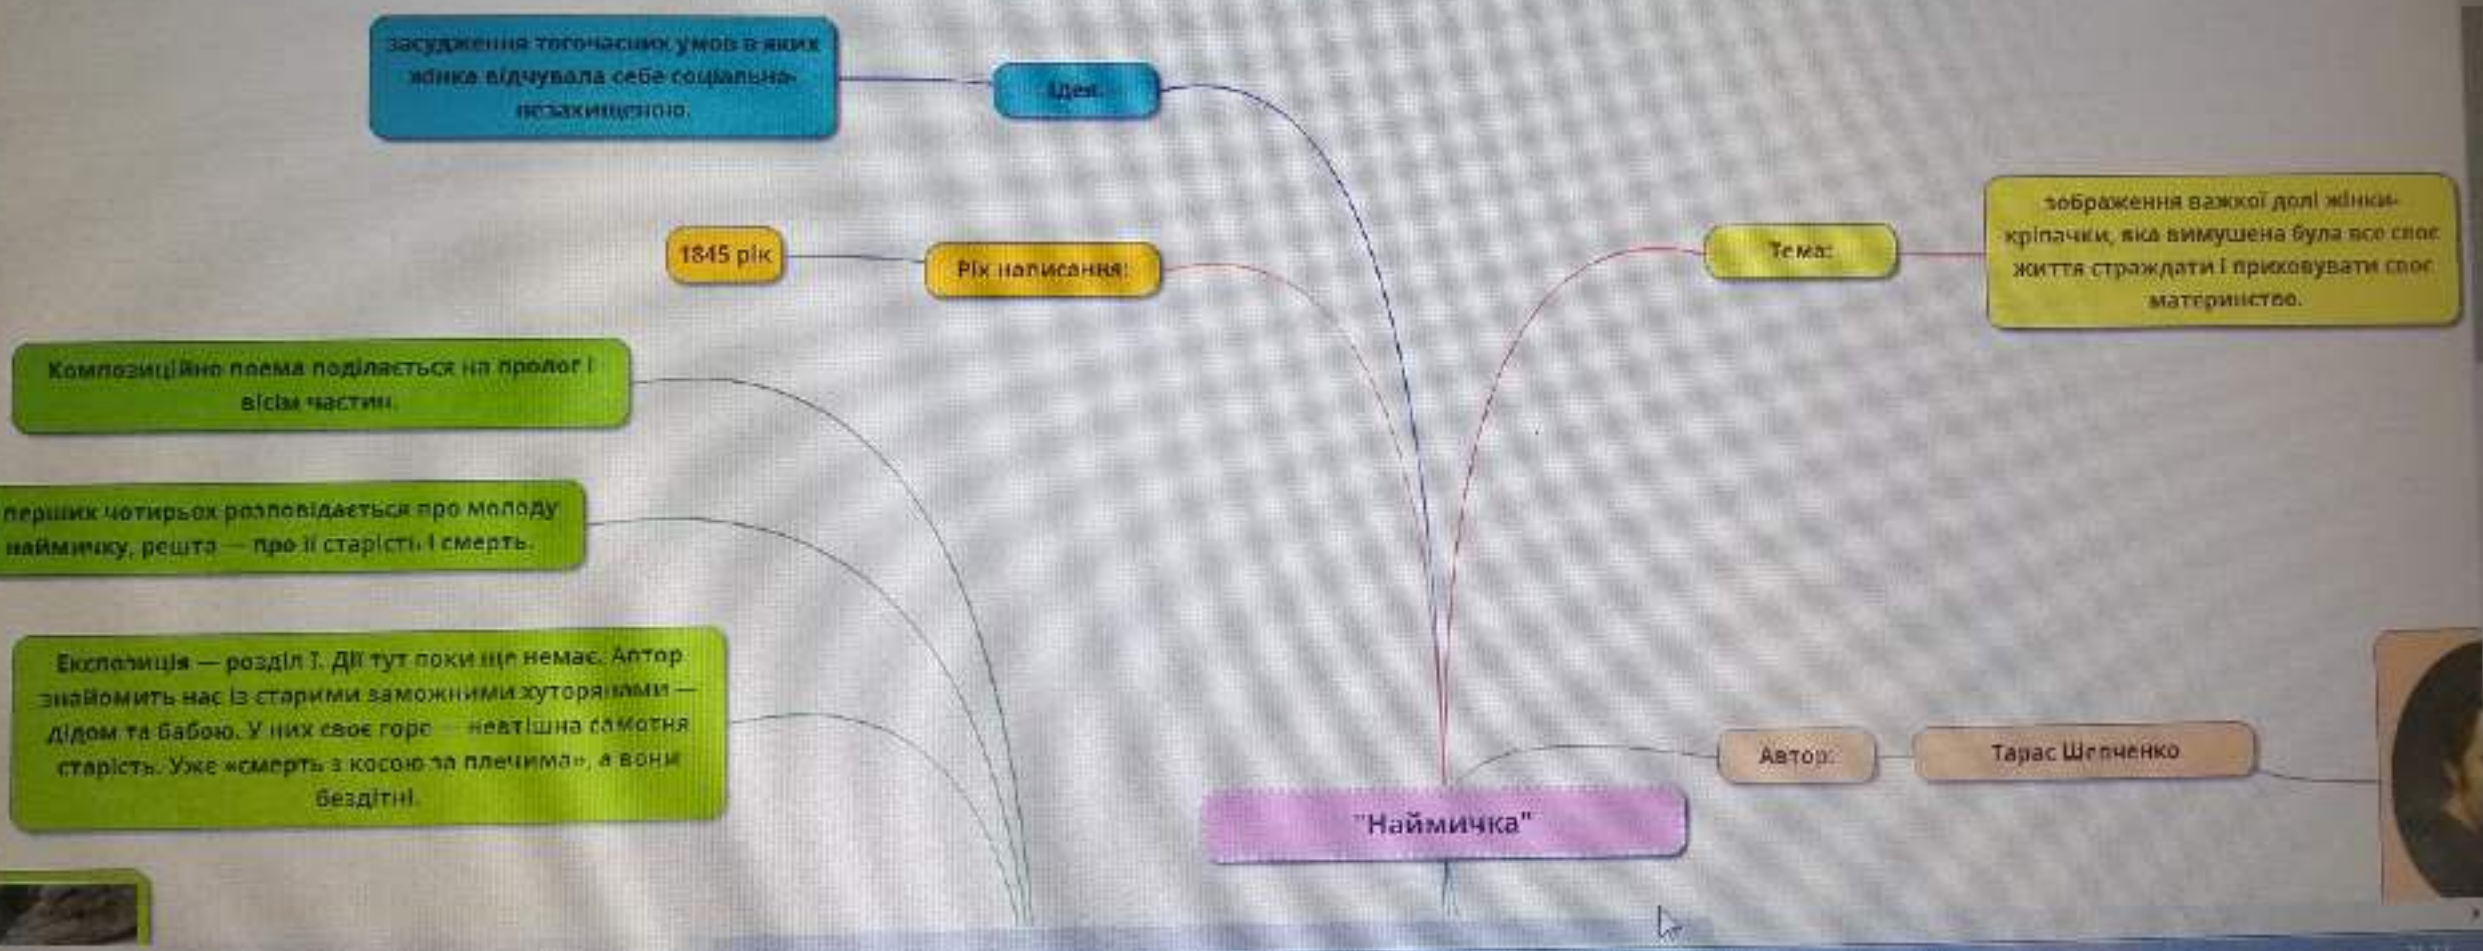 засудження тогочасних умов в яких
жінка відчувала себе соціальна-
незахищеною.
Ідея:
1845 рік
Рік написання:
Тема:
зображення важкої долі жінки-
кріпачки, яка вимушена була все своє
життя страждати і приховувати своє
материнство.
Композиційно поема поділяється на пролог і
вісім частин.
перших чотирьох розповідається про молоду
наймичку, решта — про її старість і смерть.
Експозиція — розділ I. Дії тут поки ще немає. Автор
знайомить нас із старими заможними хуторянами —
дідом та бабою. У них своє горе — невтішна самотня
старість. Уже «смерть з косою за плечима», а вони
бездітні.
Автор:
Тарас Шевченко
"Наймичка"